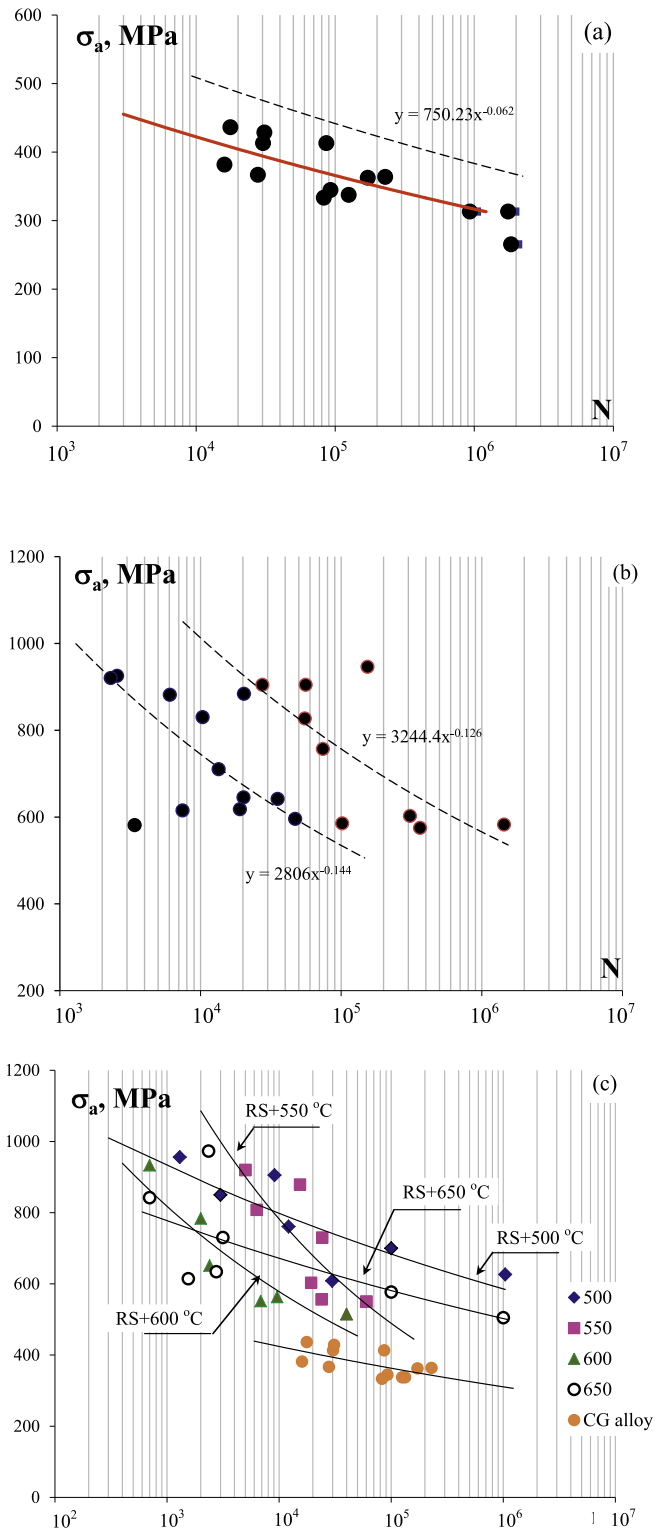 600
σa, MPa
(a)
500
y = 750.23x^-0.062
400
300
200
100
N
0
10^3 10^4 10^5 10^6 10^7
1200
σa, MPa
(b)
1000
800
y = 3244.4x^-0.126
600
y = 2806x^-0.144
400
N
200
10^3 10^4 10^5 10^6 10^7
1200
σa, MPa
(c)
RS+550 °C
1000
RS+650 °C
800
RS+500 °C
600
500
RS+600 °C
550
600
400
650
CG alloy
200
0
10^2 10^3 10^4 10^5 10^6 10^7